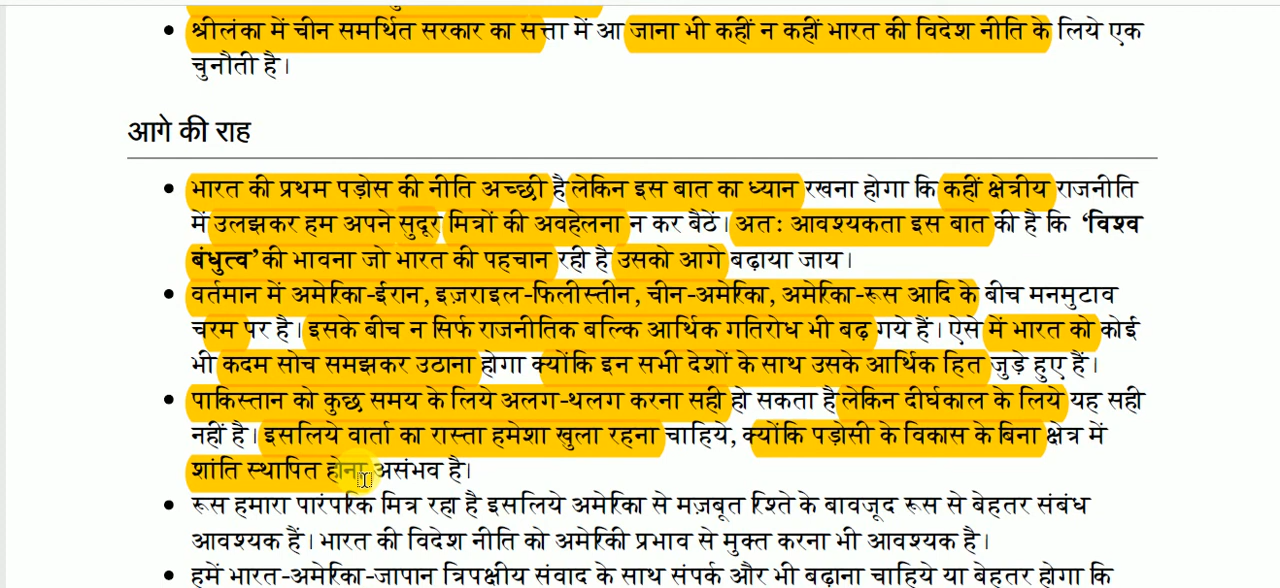 श्रीलंका में चीन समर्थित सरकार का सत्ता में आ जाना भी कहीं न कहीं भारत की विदेश नीति के लिये एक
चुनौती है।
आगे की राह
भारत की प्रथम पड़ोस की नीति अच्छी है लेकिन इस बात का ध्यान रखना होगा कि कहीं क्षेत्रीय राजनीति
में उलझकर हम अपने सुदूर मित्रों की अवहेलना न कर बैठें। अतः आवश्यकता इस बात की है कि ‘विश्व
बंधुत्व’ की भावना जो भारत की पहचान रही है उसको आगे बढ़ाया जाय।
वर्तमान में अमेरिका-ईरान, इज़राइल-फिलीस्तीन, चीन-अमेरिका, अमेरिका-रूस आदि के बीच मनमुटाव
चरम पर है। इसके बीच न सिर्फ राजनीतिक बल्कि आर्थिक गतिरोध भी बढ़ गये हैं। ऐसे में भारत को कोई
भी कदम सोच समझकर उठाना होगा क्योंकि इन सभी देशों के साथ उसके आर्थिक हित जुड़े हुए हैं।
पाकिस्तान को कुछ समय के लिये अलग-थलग करना सही हो सकता है लेकिन दीर्घकाल के लिये यह सही
नहीं है। इसलिये वार्ता का रास्ता हमेशा खुला रहना चाहिये, क्योंकि पड़ोसी के विकास के बिना क्षेत्र में
शांति स्थापित होना असंभव है।
रूस हमारा पारंपरिक मित्र रहा है इसलिये अमेरिका से मज़बूत रिश्ते के बावजूद रूस से बेहतर संबंध
आवश्यक हैं। भारत की विदेश नीति को अमेरिकी प्रभाव से मुक्त करना भी आवश्यक है।
हमें भारत-अमेरिका-जापान त्रिपक्षीय संवाद के साथ संपर्क और भी बढ़ाना चाहिये या बेहतर होगा कि